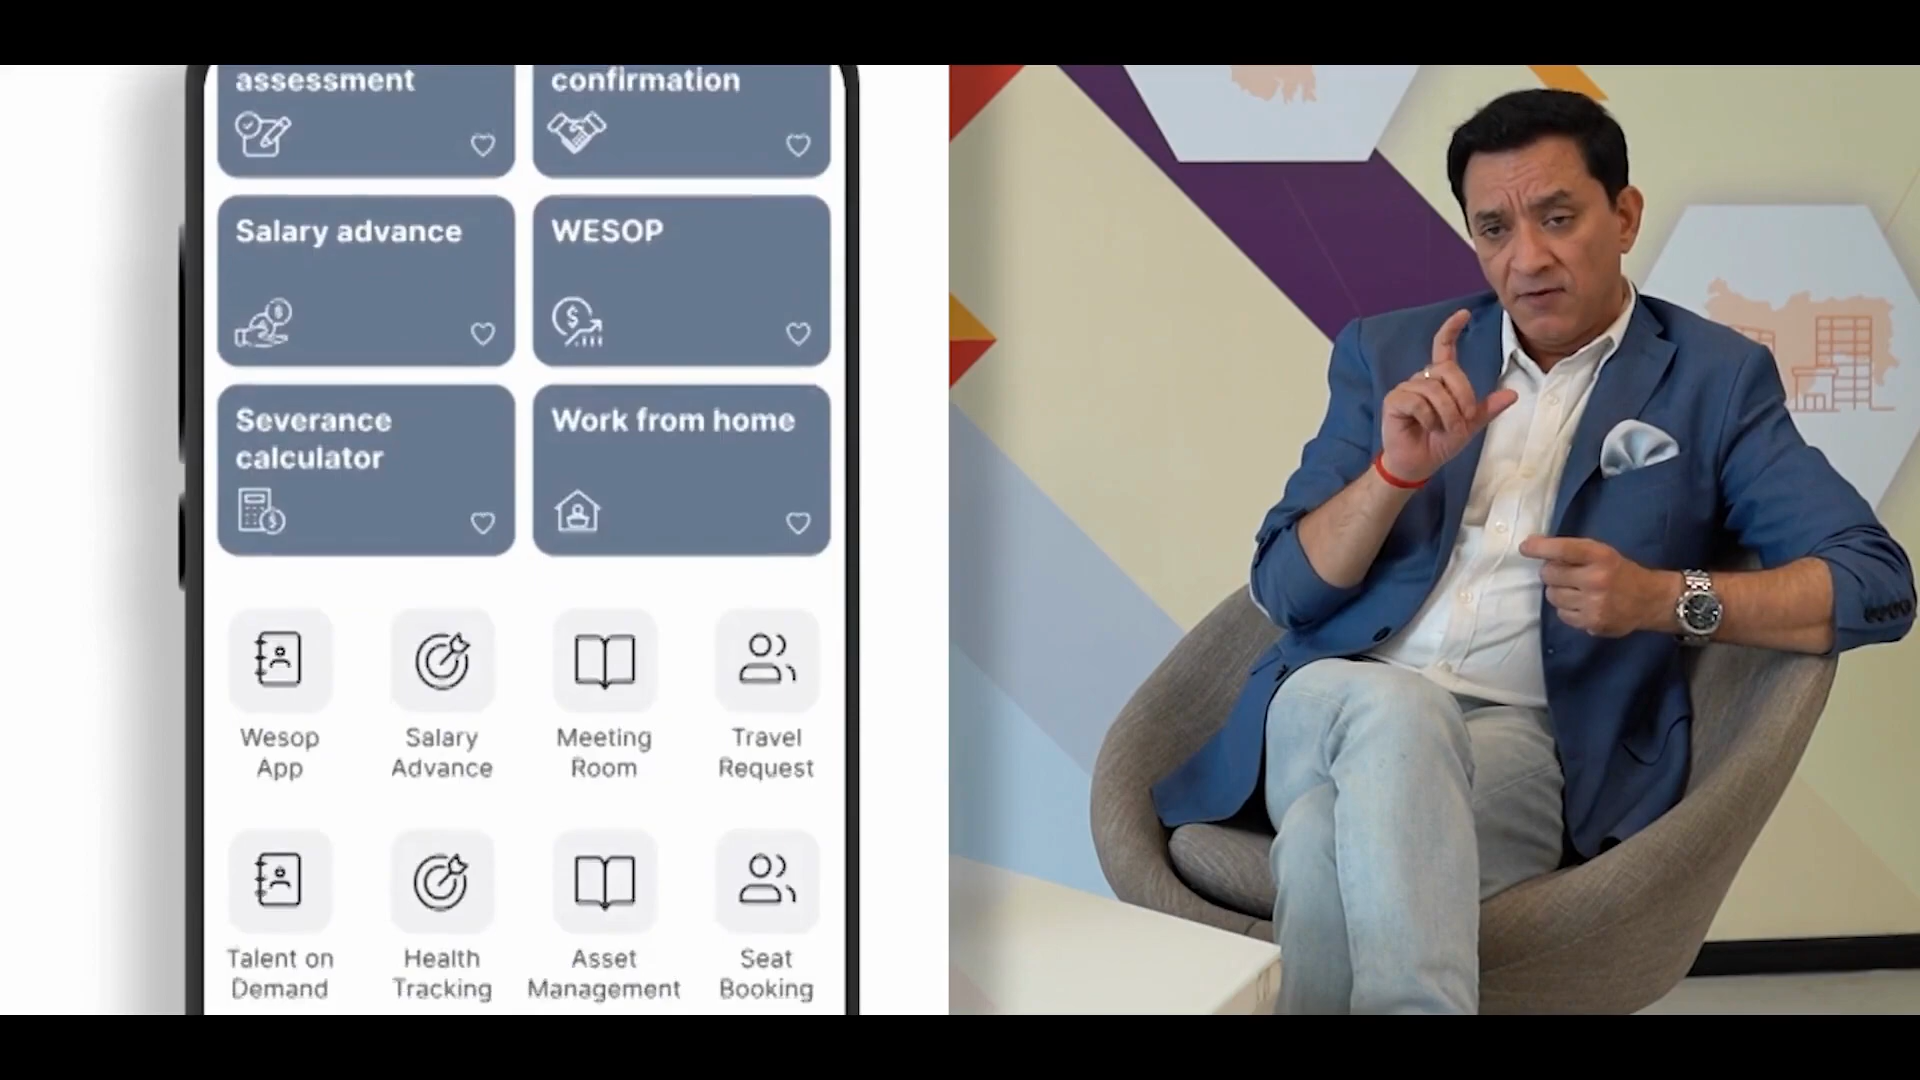 assessment
confirmation
Salary advance
WESOP
Severance
calculator
Work from home
Wesop
App
Salary
Advance
Meeting
Room
Travel
Request
Talent on
Demand
Health
Tracking
Asset
Management
Seat
Booking